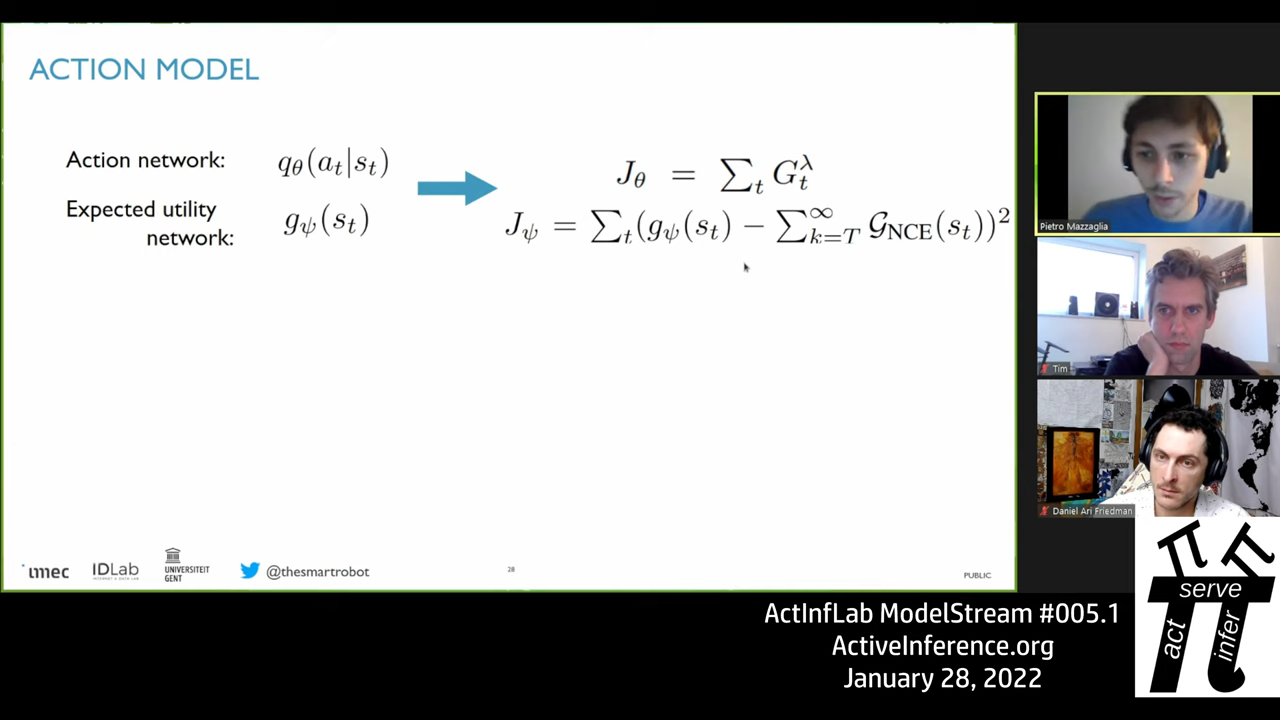 ACTION MODEL
Action network: qθ(at|st)
Expected utility
network: gψ(st)
Jθ = ∑t Gtλ
Jψ = ∑t(gψ(st) − ∑∞k=T 𝒢NCE(st))2
imec IDLab UNIVERSITEIT
GENT @thesmartrobot
28
PUBLIC
Pietro Mazzaglia
Tim
Daniel Ari Friedman
act
serve
infer
ActInfLab ModelStream #005.1
ActiveInference.org
January 28, 2022